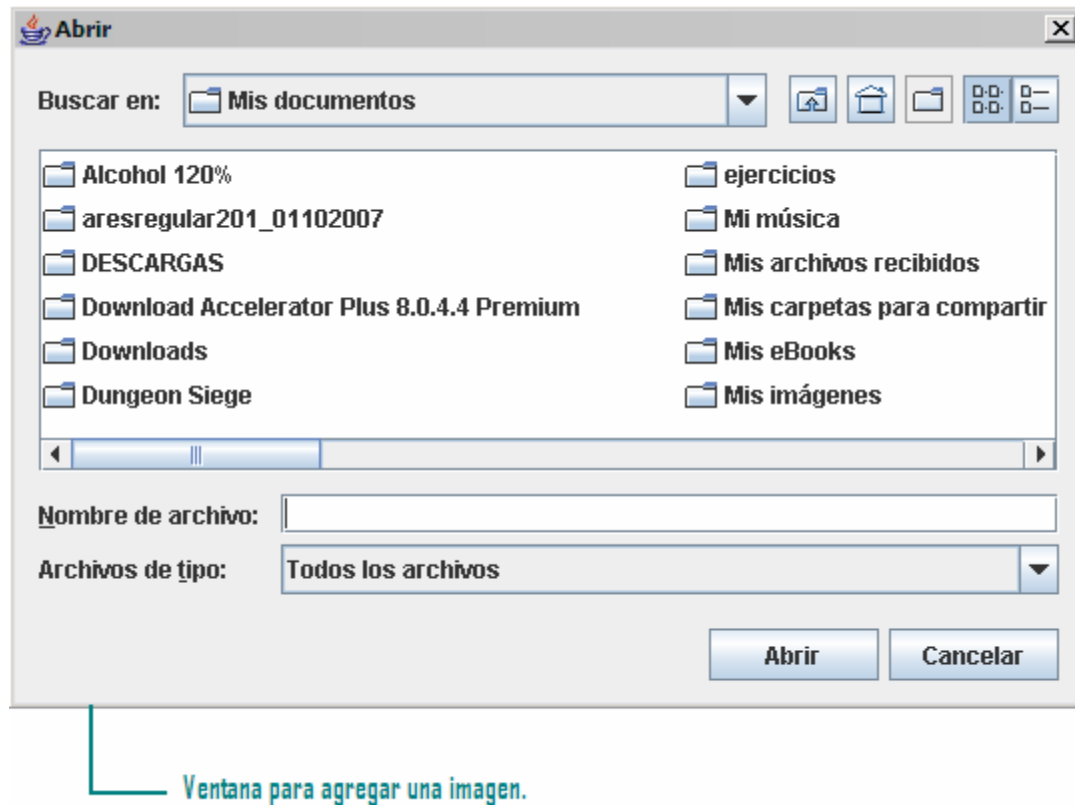 Abrir
Buscar en: Mis documentos
Alcohol 120%
aresregular201_01102007
DESCARGAS
Download Accelerator Plus 8.0.4.4 Premium
Downloads
Dungeon Siege
ejercicios
Mi música
Mis archivos recibidos
Mis carpetas para compartir
Mis eBooks
Mis imágenes
Nombre de archivo:
Archivos de tipo: Todos los archivos
Abrir Cancelar
Ventana para agregar una imagen.